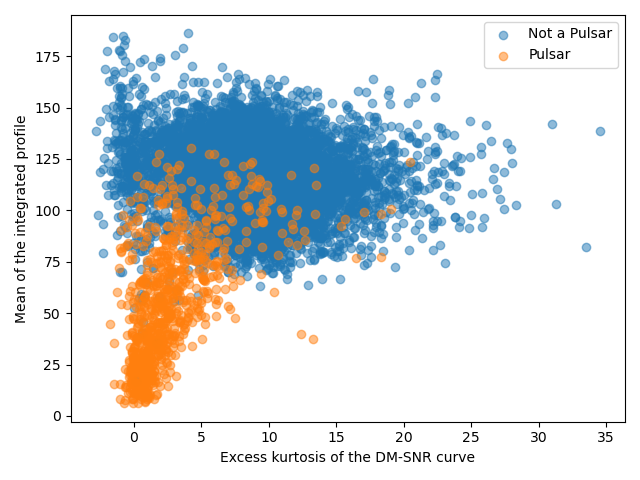 Not a Pulsar
Pulsar
Mean of the integrated profile
175
150
125
100
75
50
25
0
0 5 10 15 20 25 30 35
Excess kurtosis of the DM-SNR curve